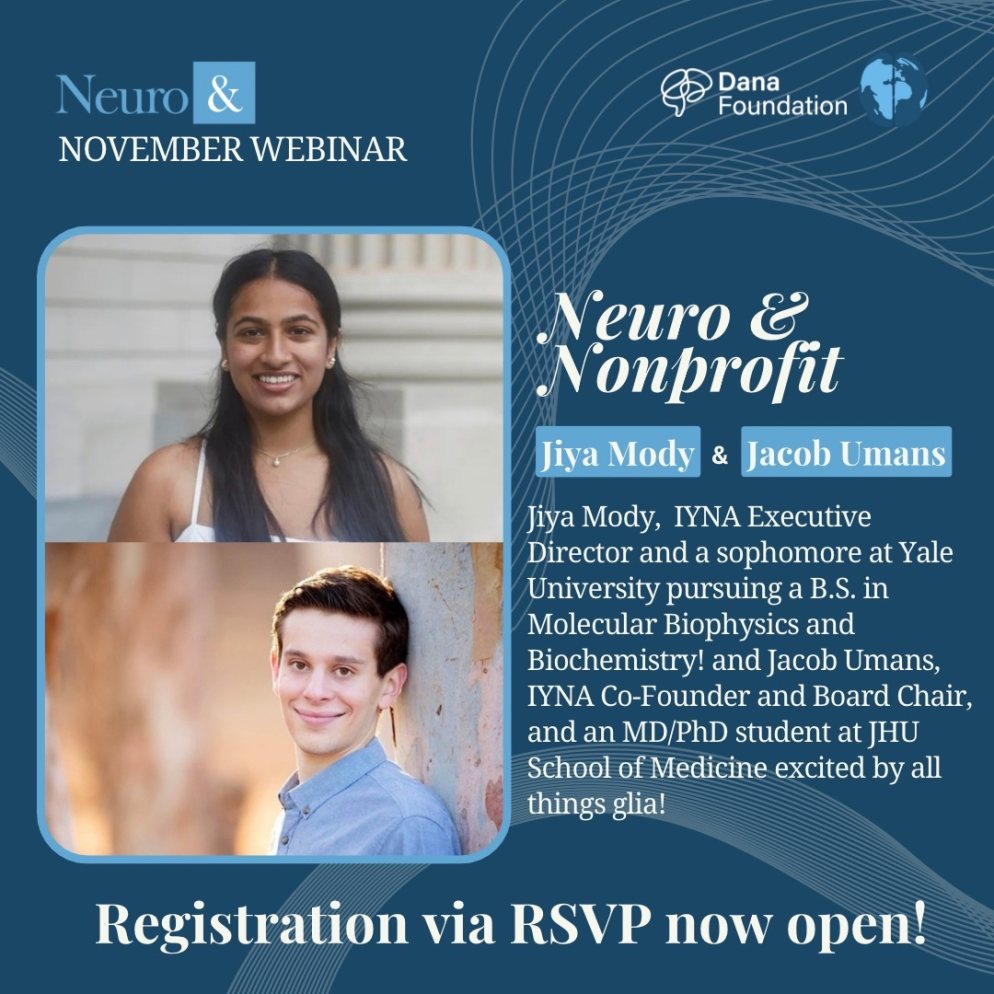 Neuro &
NOVEMBER WEBINAR
Dana
Foundation
Neuro &
Nonprofit
Jiya Mody & Jacob Umans
Jiya Mody, IYNA Executive
Director and a sophomore at Yale
University pursuing a B.S. in
Molecular Biophysics and
Biochemistry! and Jacob Umans,
IYNA Co-Founder and Board Chair,
and an MD/PhD student at JHU
School of Medicine excited by all
things glia!
Registration via RSVP now open!